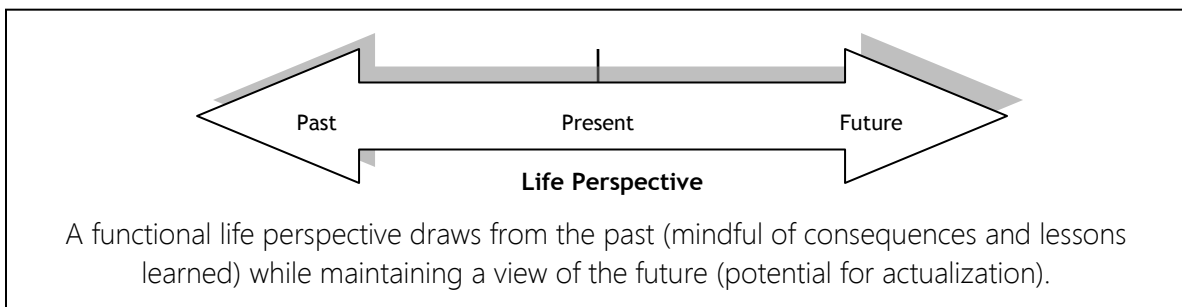 Past Present Future
Life Perspective
A functional life perspective draws from the past (mindful of consequences and lessons
learned) while maintaining a view of the future (potential for actualization).